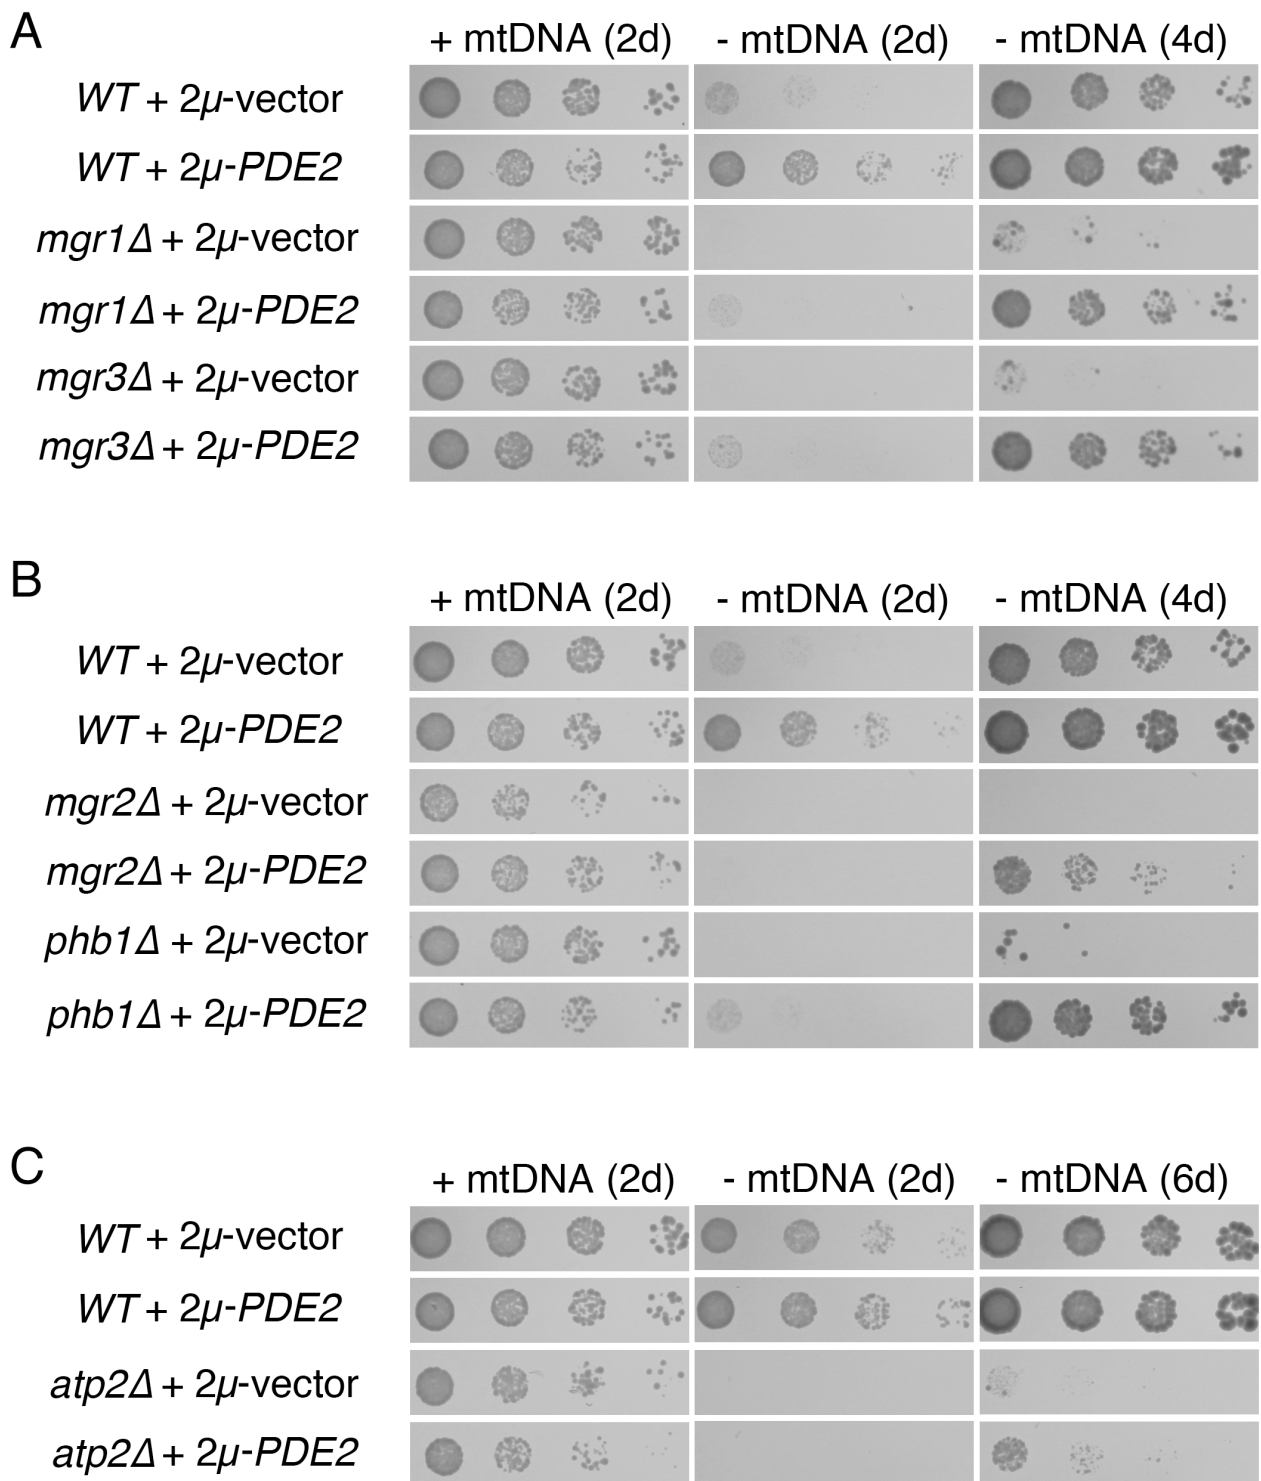 A
+ mtDNA (2d) - mtDNA (2d) - mtDNA (4d)
WT + 2µ-vector
WT + 2µ-PDE2
mgr1Δ + 2µ-vector
mgr1Δ + 2µ-PDE2
mgr3Δ + 2µ-vector
mgr3Δ + 2µ-PDE2
B
+ mtDNA (2d) - mtDNA (2d) - mtDNA (4d)
WT + 2µ-vector
WT + 2µ-PDE2
mgr2Δ + 2µ-vector
mgr2Δ + 2µ-PDE2
phb1Δ + 2µ-vector
phb1Δ + 2µ-PDE2
C
+ mtDNA (2d) - mtDNA (2d) - mtDNA (6d)
WT + 2µ-vector
WT + 2µ-PDE2
atp2Δ + 2µ-vector
atp2Δ + 2µ-PDE2